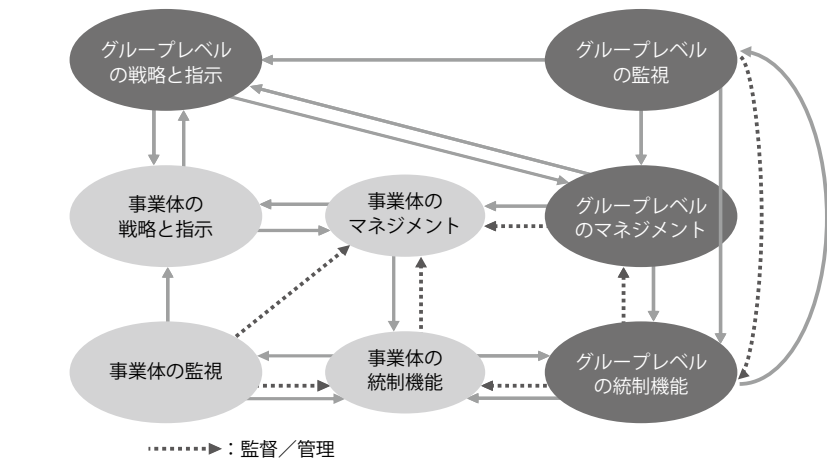 グループレベル
の戦略と指示
グループレベル
の監視
事業体の
戦略と指示
事業体の
マネジメント
グループレベル
のマネジメント
事業体の監視
事業体の
統制機能
グループレベル
の統制機能
：監督／管理